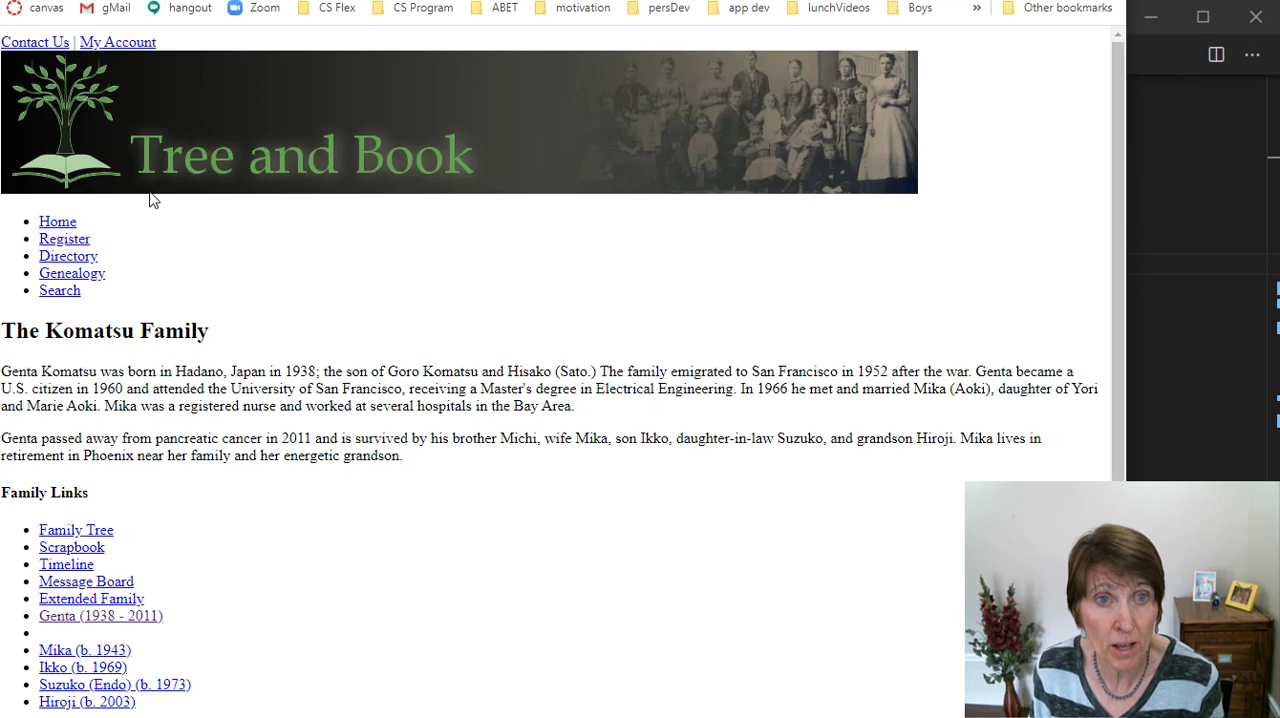 canvas gMail hangout Zoom CS Flex CS Program ABET motivation persDev app dev lunchVideos Boys » Other bookmarks
Contact Us | My Account
Tree and Book
Home
Register
Directory
Genealogy
Search
The Komatsu Family
Genta Komatsu was born in Hadano, Japan in 1938; the son of Goro Komatsu and Hisako (Sato.) The family emigrated to San Francisco in 1952 after the war. Genta became a
U.S. citizen in 1960 and attended the University of San Francisco, receiving a Master's degree in Electrical Engineering. In 1966 he met and married Mika (Aoki), daughter of Yori
and Marie Aoki. Mika was a registered nurse and worked at several hospitals in the Bay Area.
Genta passed away from pancreatic cancer in 2011 and is survived by his brother Michi, wife Mika, son Ikko, daughter-in-law Suzuko, and grandson Hiroji. Mika lives in
retirement in Phoenix near her family and her energetic grandson.
Family Links
Family Tree
Scrapbook
Timeline
Message Board
Extended Family
Genta (1938 - 2011)
Mika (b. 1943)
Ikko (b. 1969)
Suzuko (Endo) (b. 1973)
Hiroji (b. 2003)